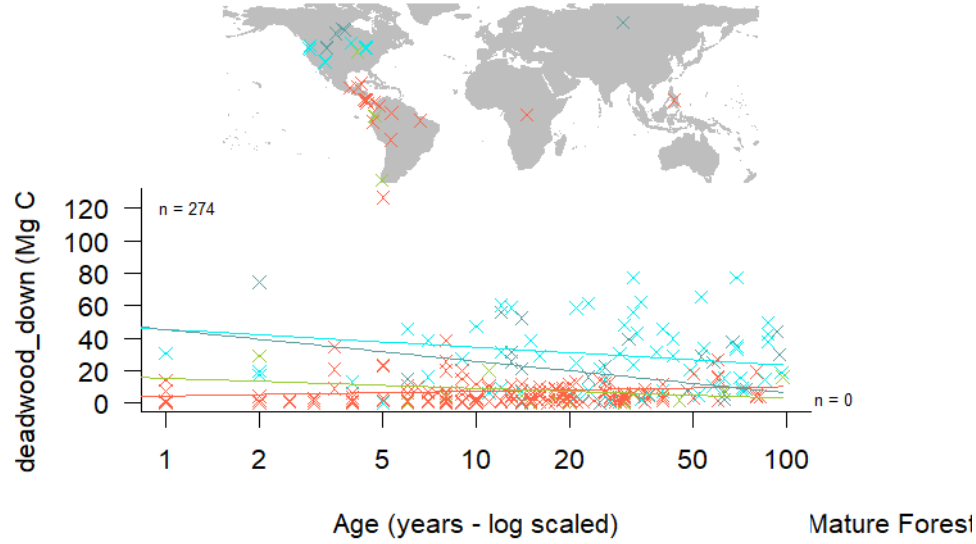 120
n = 274
100
80
60
40
20
0
deadwood_down (Mg C
n = 0
1 2 5 10 20 50 100
Age (years - log scaled)
Mature Forest